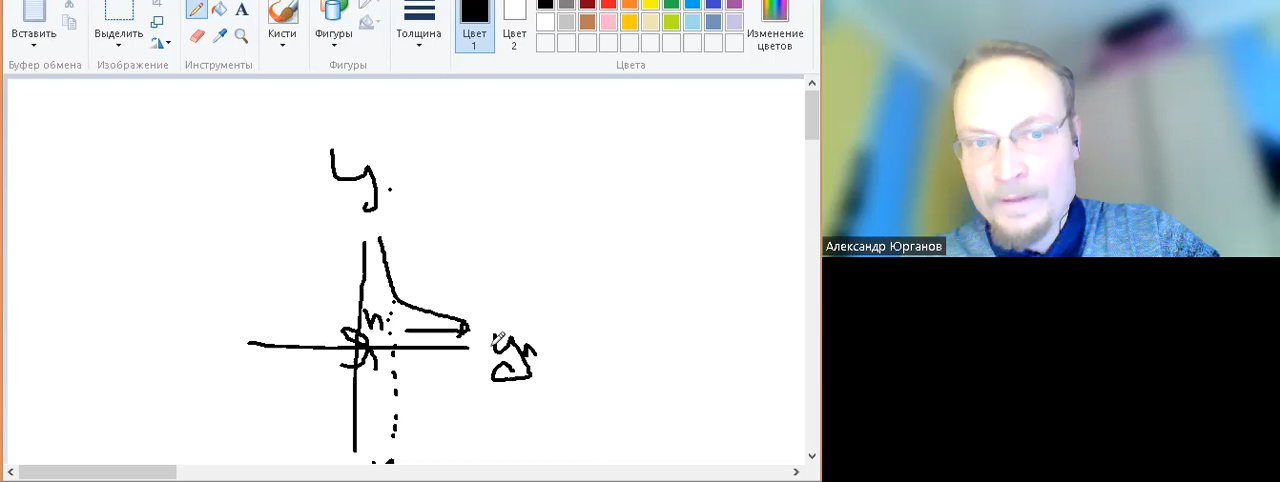 Вставить
Выделить
Кисти
Фигуры
Толщина
Цвет
1
Цвет
2
Изменение
цветов
Буфер обмена
Изображение
Инструменты
Фигуры
Цвета
A
y.
n
Александр Юрганов